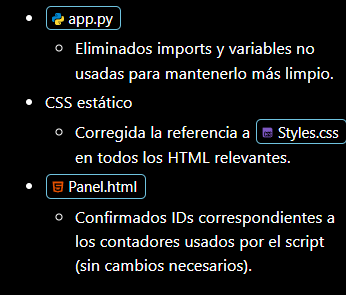 app.py
Eliminados imports y variables no
usadas para mantenerlo más limpio.
CSS estático
Corregida la referencia a Styles.css
en todos los HTML relevantes.
Panel.html
Confirmados IDs correspondientes a
los contadores usados por el script
(sin cambios necesarios).